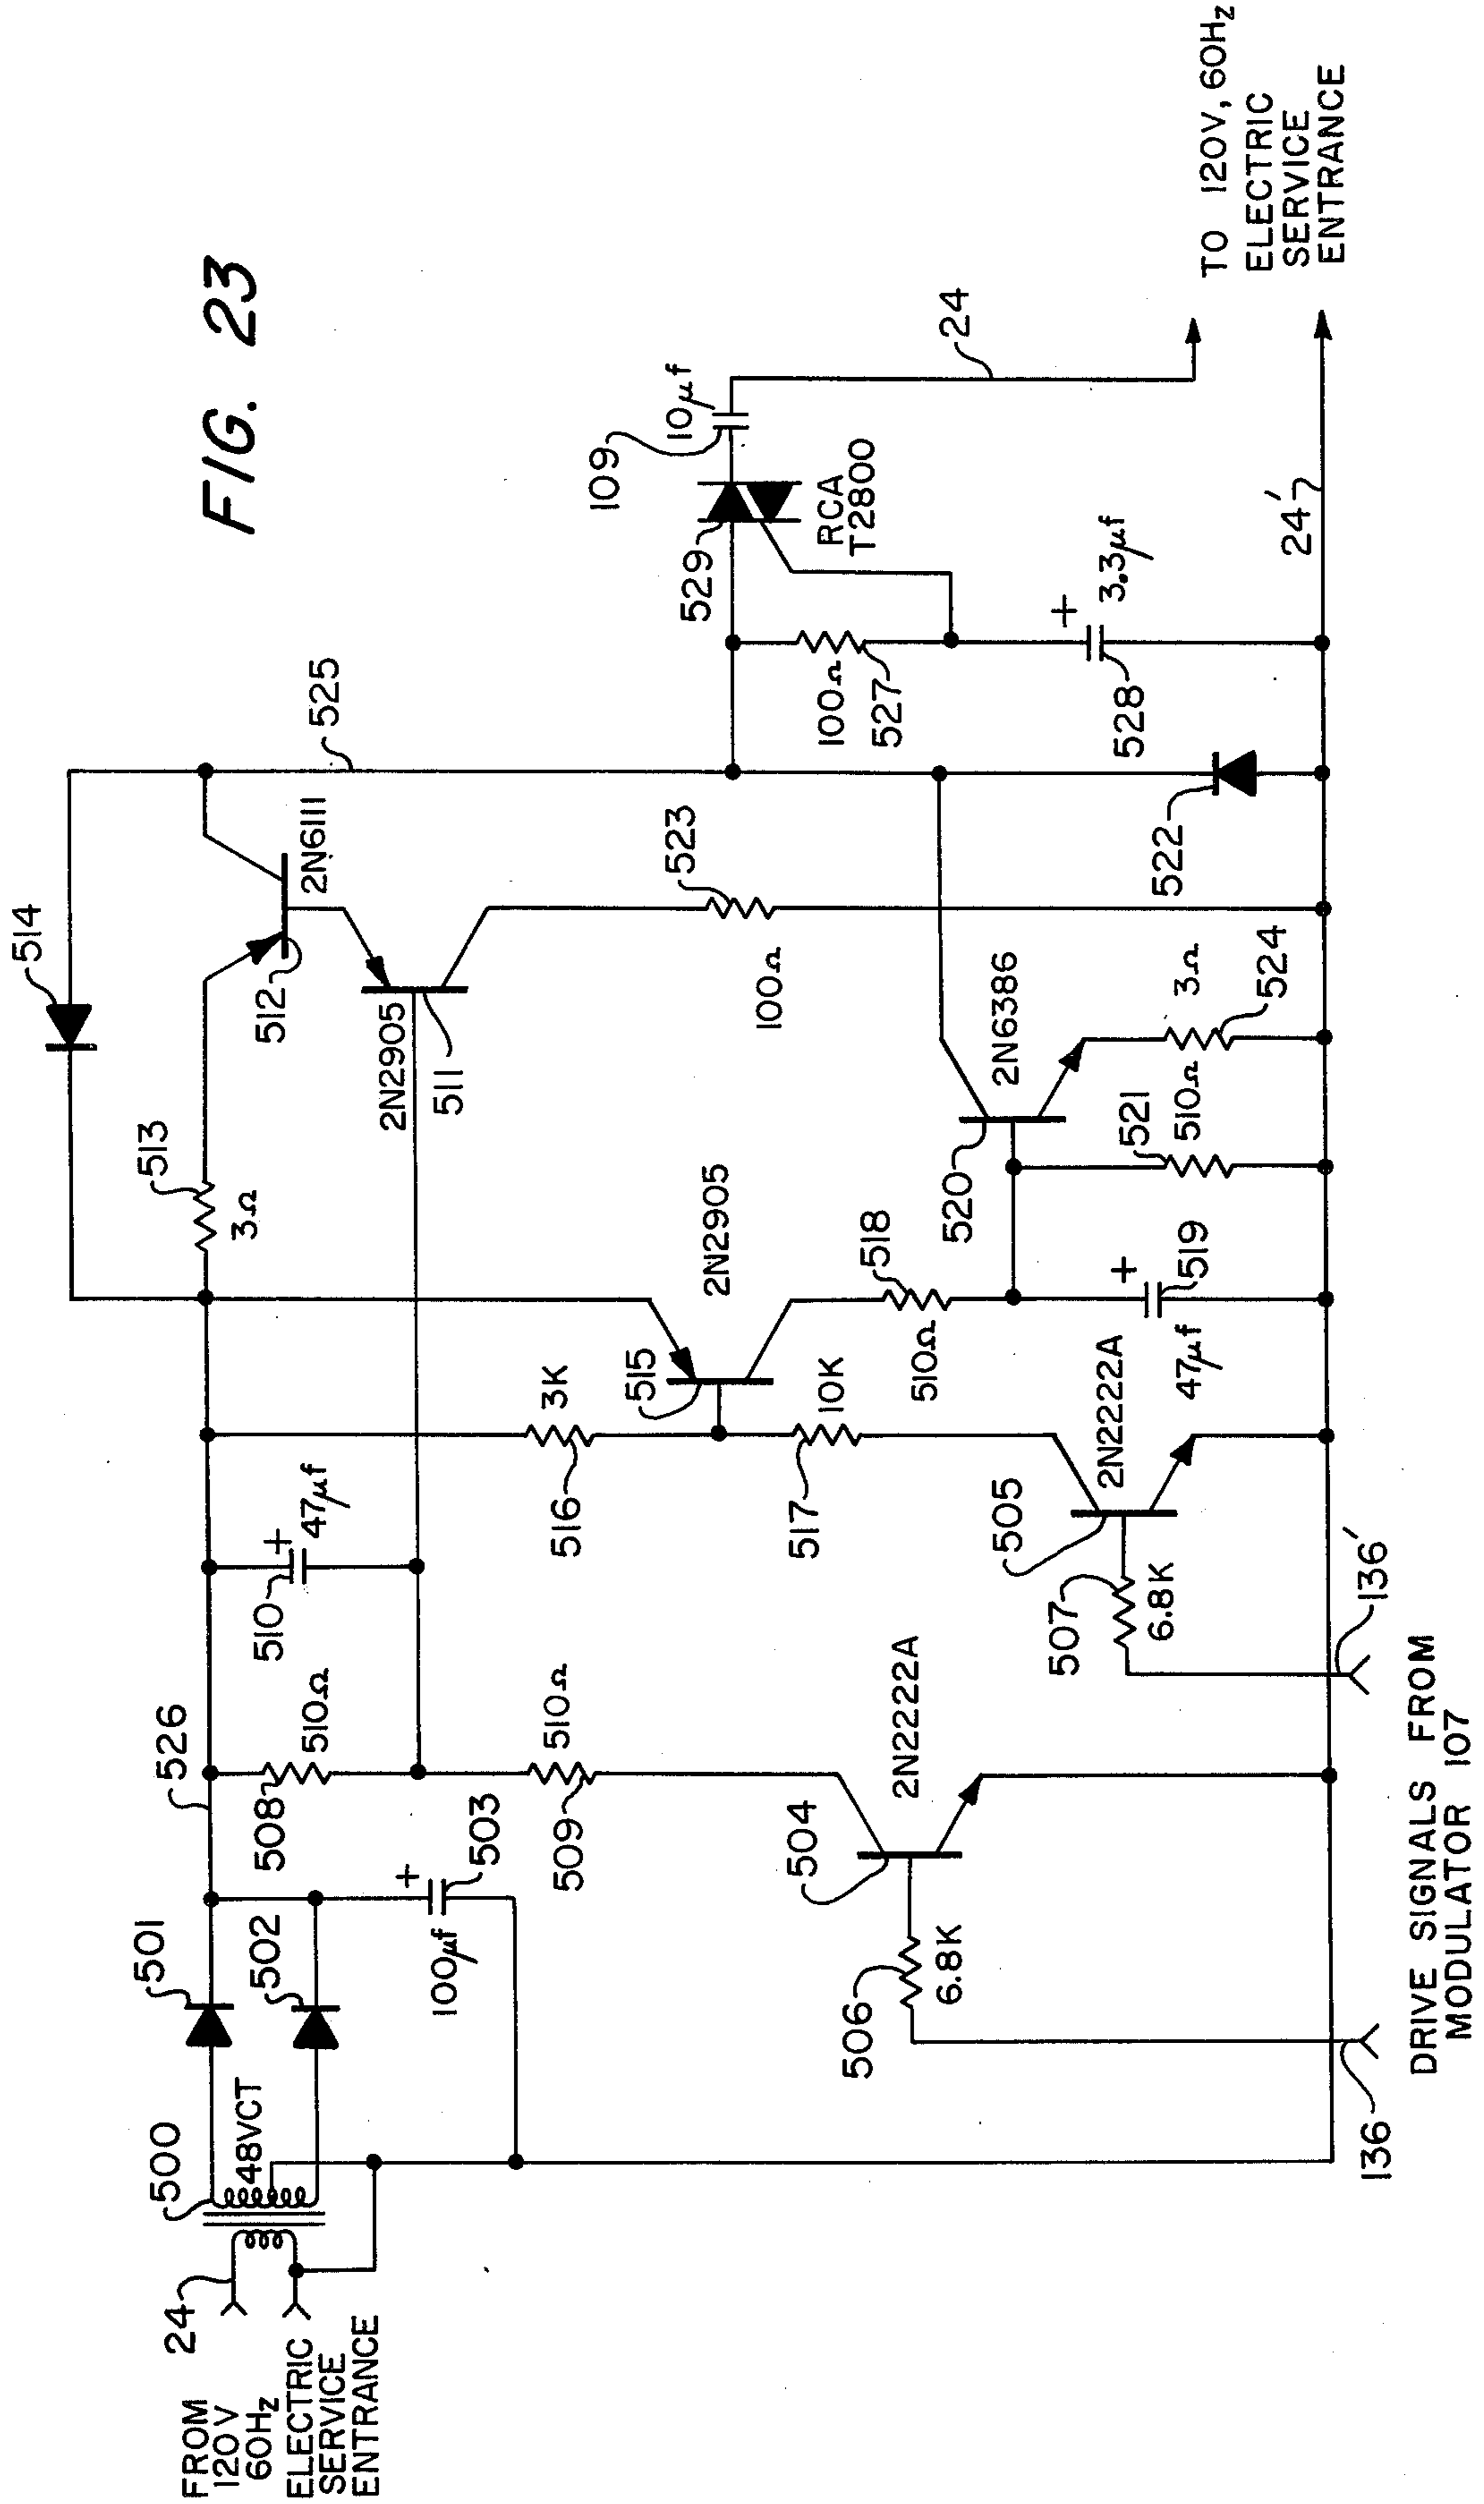 FIG. 23
FROM
120V
60Hz
ELECTRIC
SERVICE
ENTRANCE
24
500
48VCT
501
502
503
100µf
526
508
510Ω
509
510Ω
510
47µf
504
2N2222A
506
6.8K
136
DRIVE SIGNALS FROM
MODULATOR 107
136'
507
6.8K
505
2N2222A
516
3K
517
10K
515
2N2905
518
510Ω
519
47µf
513
3Ω
514
512
2N6111
2N2905
511
523
100Ω
520
2N6386
521
510Ω
3Ω
524
522
525
529
RCA
T2800
109
10µf
100Ω
527
528
3.3µf
24
24'
TO 120V, 60Hz
ELECTRIC
SERVICE
ENTRANCE